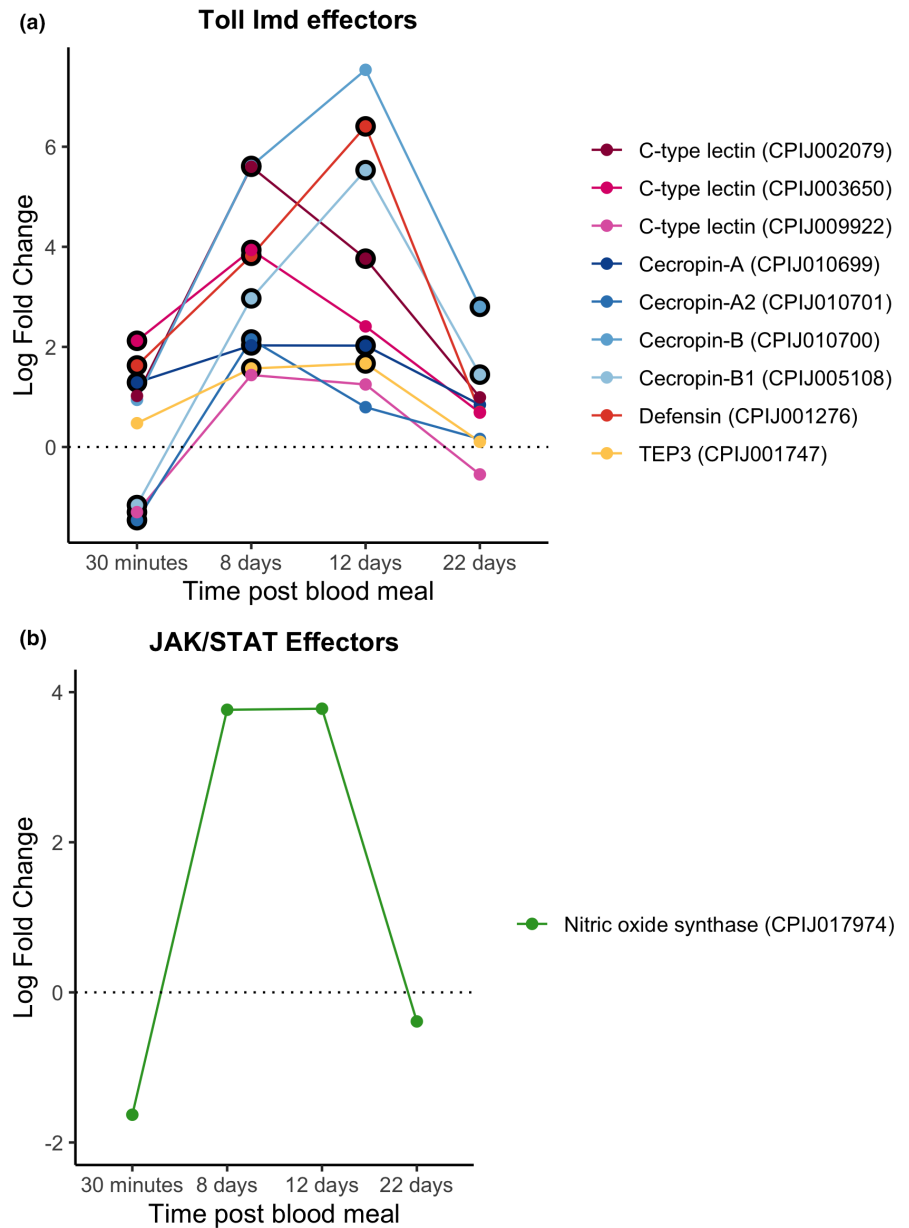 (a)
Toll Imd effectors
Log Fold Change
6
4
2
0
30 minutes 8 days 12 days 22 days
Time post blood meal
C-type lectin (CPIJ002079)
C-type lectin (CPIJ003650)
C-type lectin (CPIJ009922)
Cecropin-A (CPIJ010699)
Cecropin-A2 (CPIJ010701)
Cecropin-B (CPIJ010700)
Cecropin-B1 (CPIJ005108)
Defensin (CPIJ001276)
TEP3 (CPIJ001747)
(b)
JAK/STAT Effectors
Log Fold Change
4
2
0
-2
30 minutes 8 days 12 days 22 days
Time post blood meal
Nitric oxide synthase (CPIJ017974)